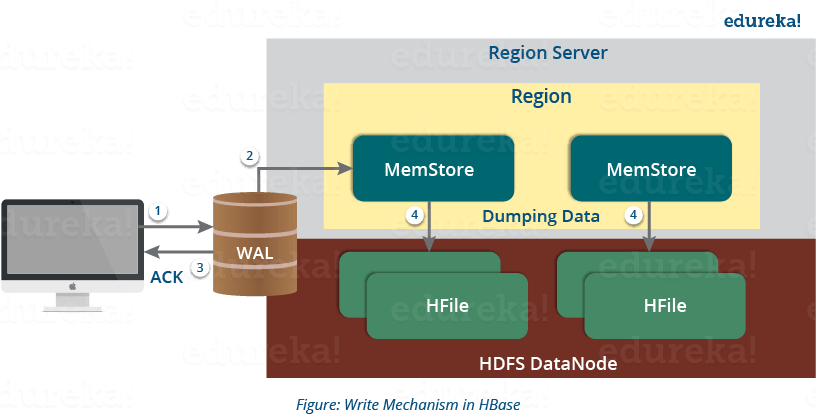 edureka!
Region Server
Region
2
MemStore
MemStore
1
4
Dumping Data
4
WAL
3
ACK
HFile
HFile
HDFS DataNode
Figure: Write Mechanism in HBase